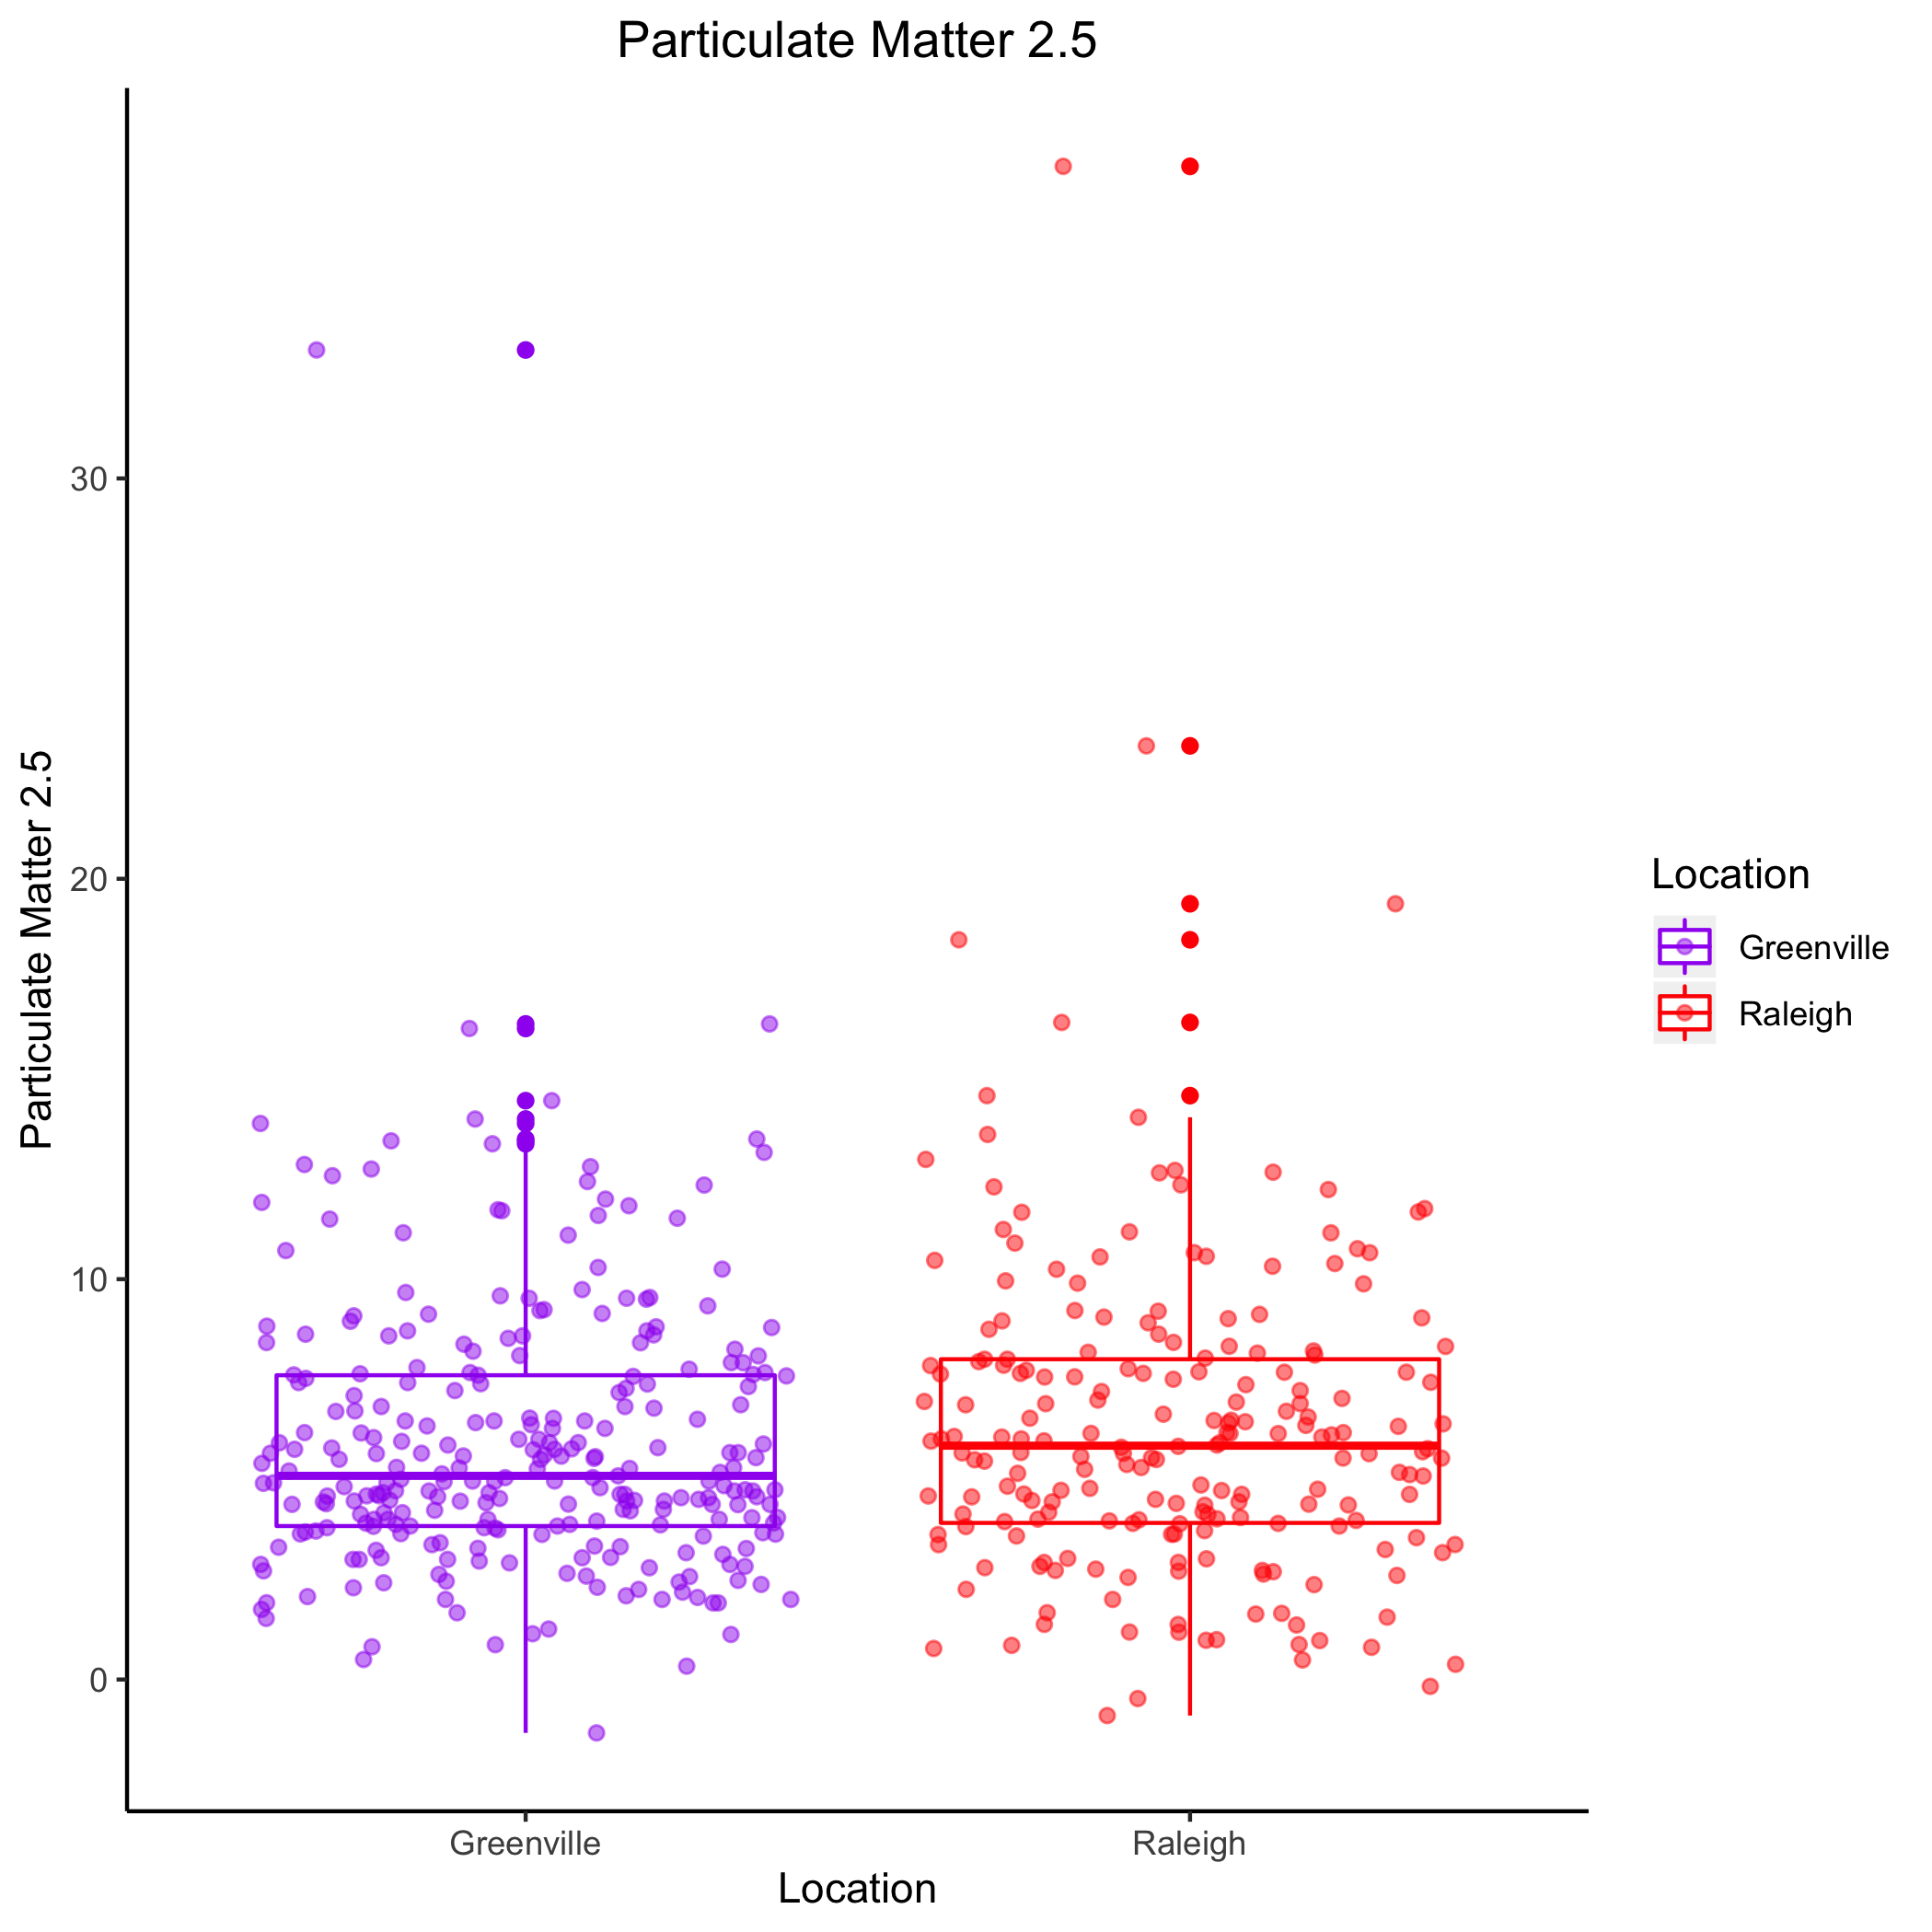 Particulate Matter 2.5
Particulate Matter 2.5
30
20
10
0
Greenville
Raleigh
Location
Location
Greenville
Raleigh